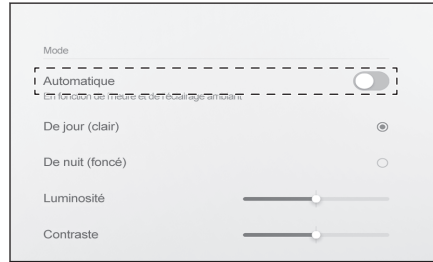 Mode
Automatique
En fonction de l'heure et de l'éclairage ambiant
De jour (clair)
De nuit (foncé)
Luminosité
Contraste